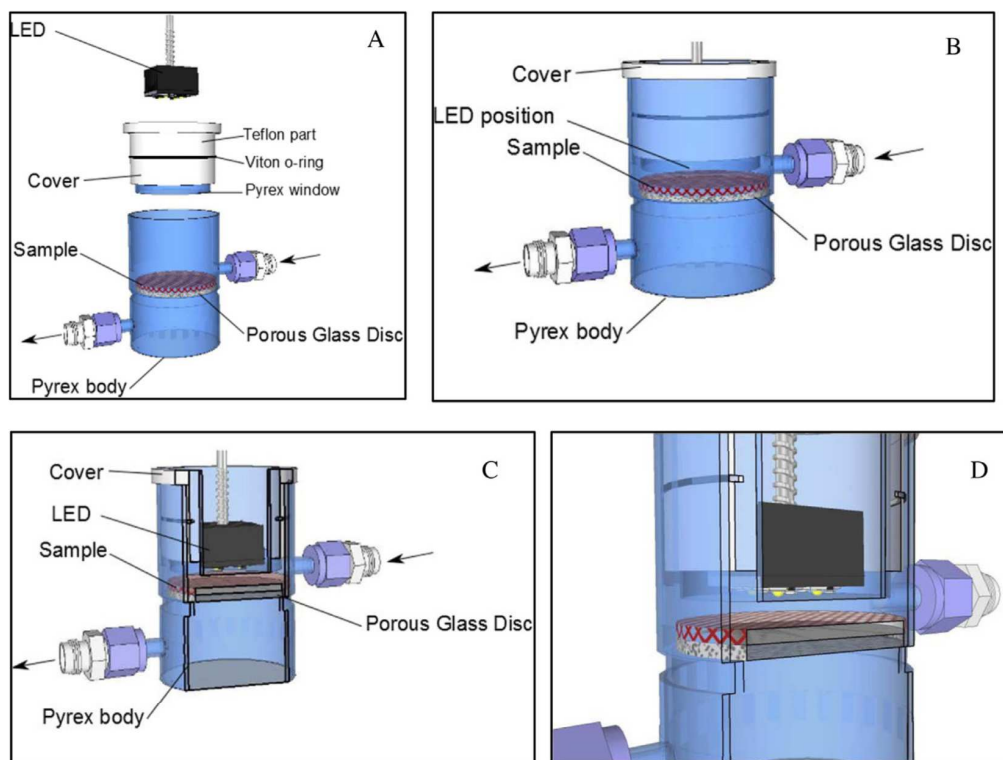 A
LED
Teflon part
Viton o-ring
Cover
Pyrex window
Sample
Porous Glass Disc
Pyrex body
B
Cover
LED position
Sample
Porous Glass Disc
Pyrex body
C
Cover
LED
Sample
Porous Glass Disc
Pyrex body
D